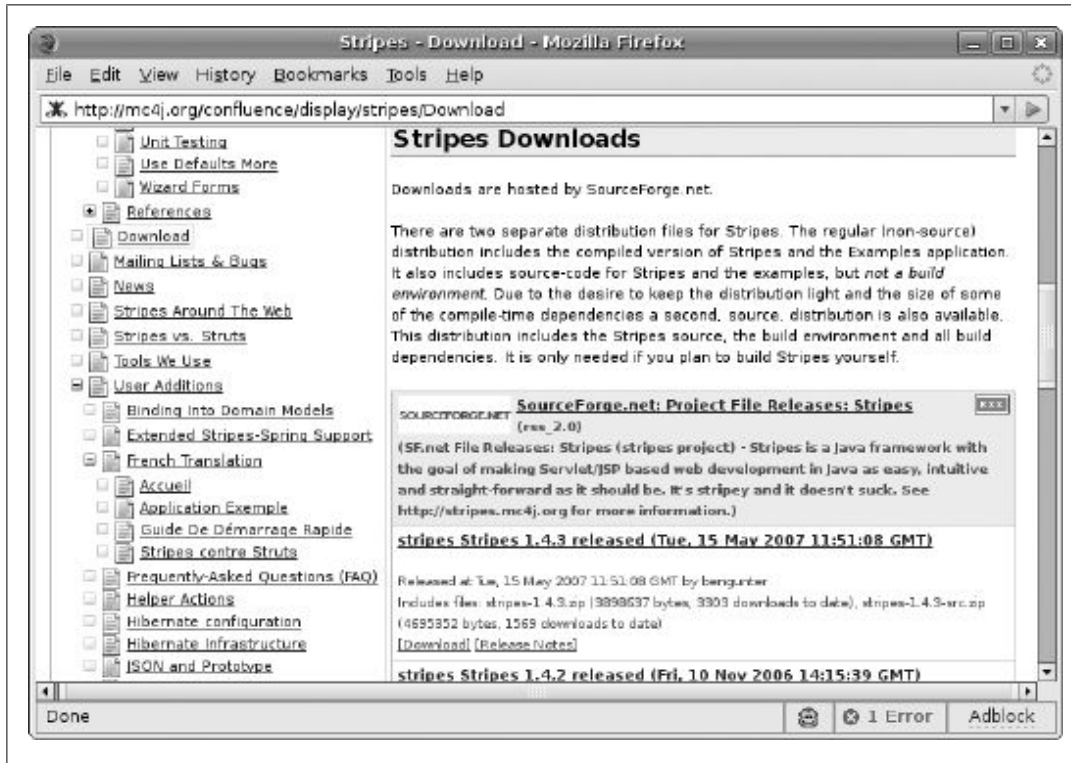 Stripes - Download - Mozilla Firefox
File Edit View History Bookmarks Tools Help
http://mc4j.org/confluence/display/stripes/Download
Unit Testing
Use Defaults More
Wizard Forms
References
Download
Mailing Lists & Bugs
News
Stripes Around The Web
Stripes vs. Struts
Tools We Use
User Additions
Binding Into Domain Models
Extended Stripes-Spring Support
French Translation
Accueil
Application Exemple
Guide De Démarrage Rapide
Stripes contre Struts
Frequently-Asked Questions (FAQ)
Helper Actions
Hibernate configuration
Hibernate Infrastructure
JSON and Prototype
Stripes Downloads
Downloads are hosted by SourceForge.net.
There are two separate distribution files for Stripes. The regular (non-source)
distribution includes the compiled version of Stripes and the Examples application.
It also includes source-code for Stripes and the examples, but not a build
environment. Due to the desire to keep the distribution light and the size of some
of the compile-time dependencies a second, source, distribution is also available.
This distribution includes the Stripes source, the build environment and all build
dependencies. It is only needed if you plan to build Stripes yourself.
SOURCEFORGE.NET SourceForge.net: Project File Releases: Stripes
(rss_2.0)
(SF.net File Releases: Stripes (stripes project) - Stripes is a Java framework with
the goal of making Servlet/JSP based web development in Java as easy, intuitive
and straight-forward as it should be. It's stripey and it doesn't suck. See
http://stripes.mc4j.org for more information.)
stripes Stripes 1.4.3 released (Tue, 15 May 2007 11:51:08 GMT)
Released at Tue, 15 May 2007 11:51:08 GMT by bengunter
Includes files: stripes-1.4.3.zip (3898637 bytes, 3303 downloads to date), stripes-1.4.3-src.zip
(4695352 bytes, 1569 downloads to date)
[Download] [Release Notes]
stripes Stripes 1.4.2 released (Fri, 10 Nov 2006 14:15:39 GMT)
Done
1 Error
Adblock